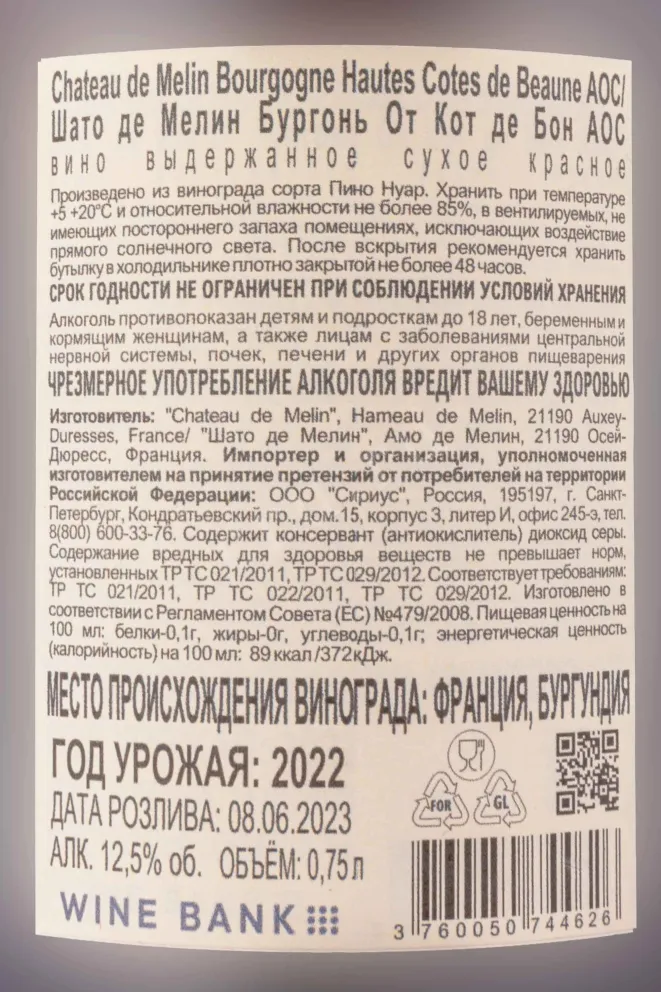 Chateau de Melin Bourgogne Hautes Cotes de Beaune AOC/
Шато де Мелин Бургонь От Кот де Бон АОС
вино выдержанное сухое красное
Произведено из винограда сорта Пино Нуар. Хранить при температуре
+5 +20°С и относительной влажности не более 85%, в вентилируемых, не
имеющих постороннего запаха помещениях, исключающих воздействие
прямого солнечного света. После вскрытия рекомендуется хранить
бутылку в холодильнике плотно закрытой не более 48 часов.
СРОК ГОДНОСТИ НЕ ОГРАНИЧЕН ПРИ СОБЛЮДЕНИИ УСЛОВИЙ ХРАНЕНИЯ
Алкоголь противопоказан детям и подросткам до 18 лет, беременным и
кормящим женщинам, а также лицам с заболеваниями центральной
нервной системы, почек, печени и других органов пищеварения
ЧРЕЗМЕРНОЕ УПОТРЕБЛЕНИЕ АЛКОГОЛЯ ВРЕДИТ ВАШЕМУ ЗДОРОВЬЮ
Изготовитель: "Chateau de Melin", Hameau de Melin, 21190 Auxey-
Duresses, France/ "Шато де Мелин", Амо де Мелин, 21190 Осей-
Дюресс, Франция. Импортер и организация, уполномоченная
изготовителем на принятие претензий от потребителей на территории
Российской Федерации: ООО "Сириус", Россия, 195197, г. Санкт-
Петербург, Кондратьевский пр., дом.15, корпус 3, литер И, офис 245-э, тел.
8(800) 600-33-76. Содержит консервант (антиокислитель) диоксид серы.
Содержание вредных для здоровья веществ не превышает норм,
установленных ТР ТС 021/2011, ТР ТС 029/2012. Соответствует требованиям:
ТР ТС 021/2011, ТР ТС 022/2011, ТР ТС 029/2012. Изготовлено в
соответствии с Регламентом Совета (ЕС) №479/2008. Пищевая ценность на
100 мл: белки-0,1г, жиры-0г, углеводы-0,1г; энергетическая ценность
(калорийность) на 100 мл: 89 ккал /372кДж.
МЕСТО ПРОИСХОЖДЕНИЯ ВИНОГРАДА: ФРАНЦИЯ, БУРГУНДИЯ
ГОД УРОЖАЯ: 2022
ДАТА РОЗЛИВА: 08.06.2023
АЛК. 12,5% об. ОБЪЁМ: 0,75 л
FOR GL
WINE BANK
3 760050 744626